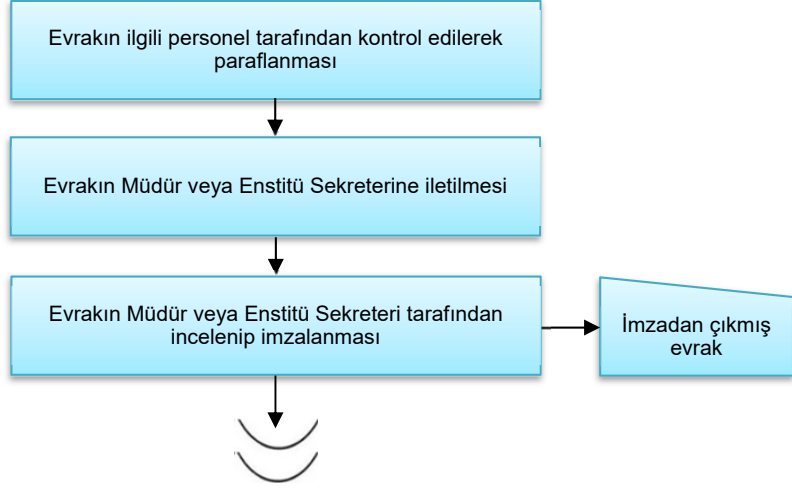 Evrakın ilgili personel tarafından kontrol edilerek
paraflanması
Evrakın Müdür veya Enstitü Sekreterine iletilmesi
Evrakın Müdür veya Enstitü Sekreteri tarafından
incelenip imzalanması
İmzadan çıkmış
evrak